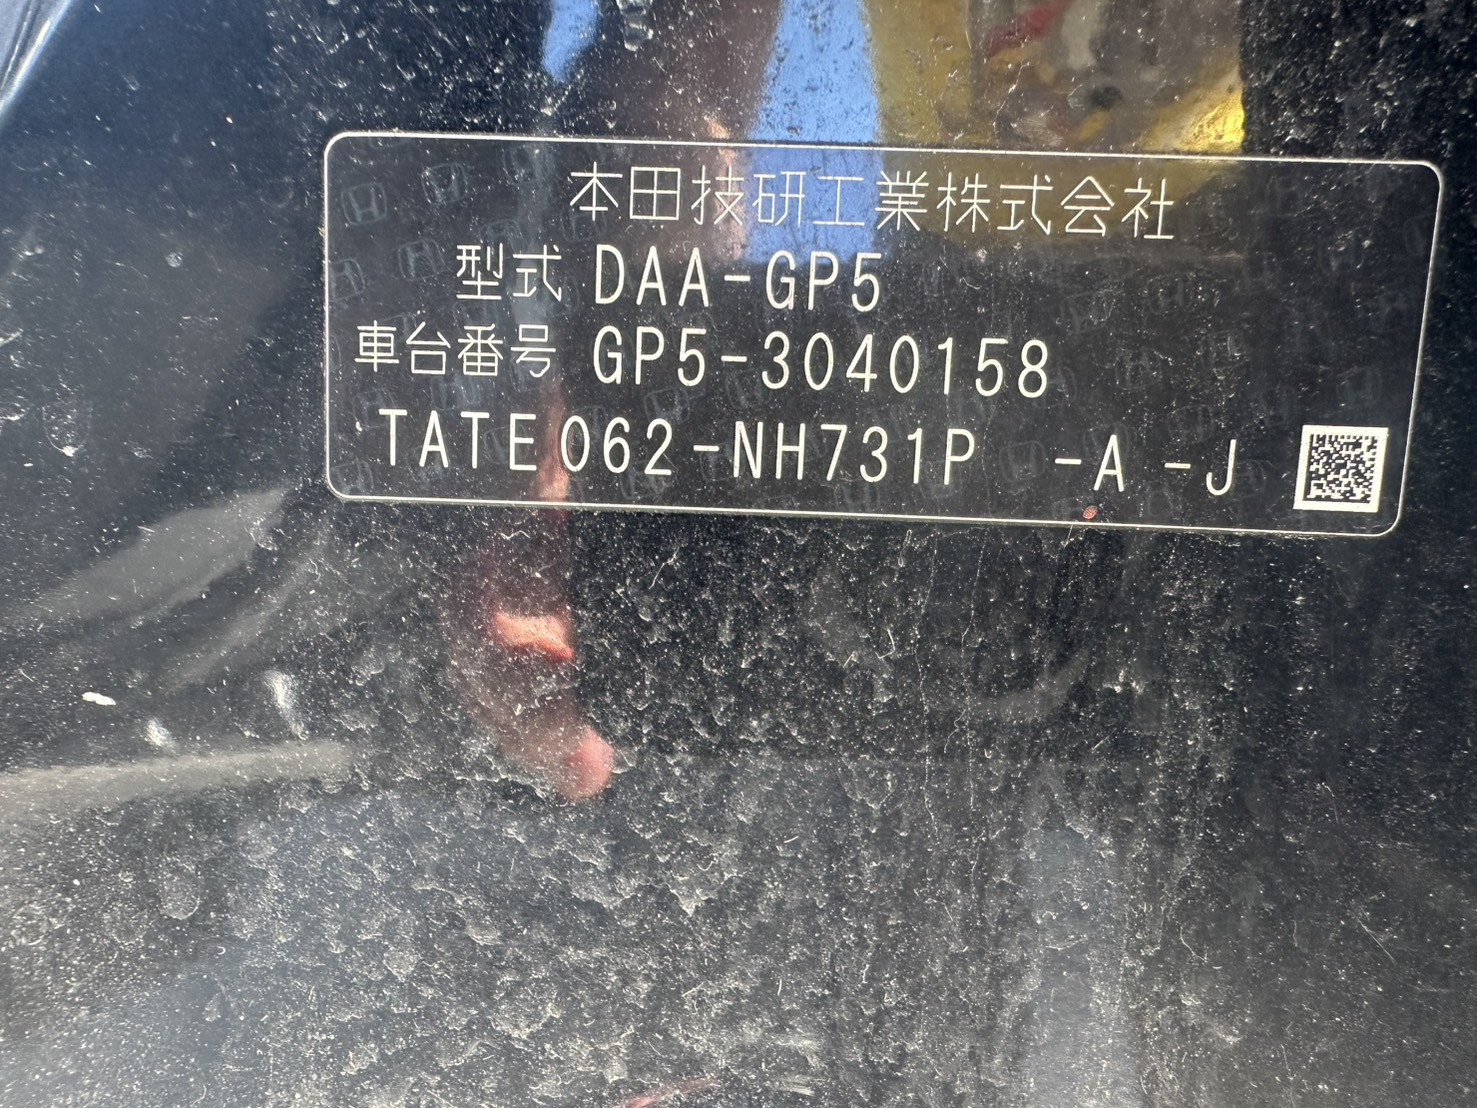 本田技研工業株式会社
型式 DAA-GP5
車台番号 GP5-3040158
TATE062-NH731P -A -J